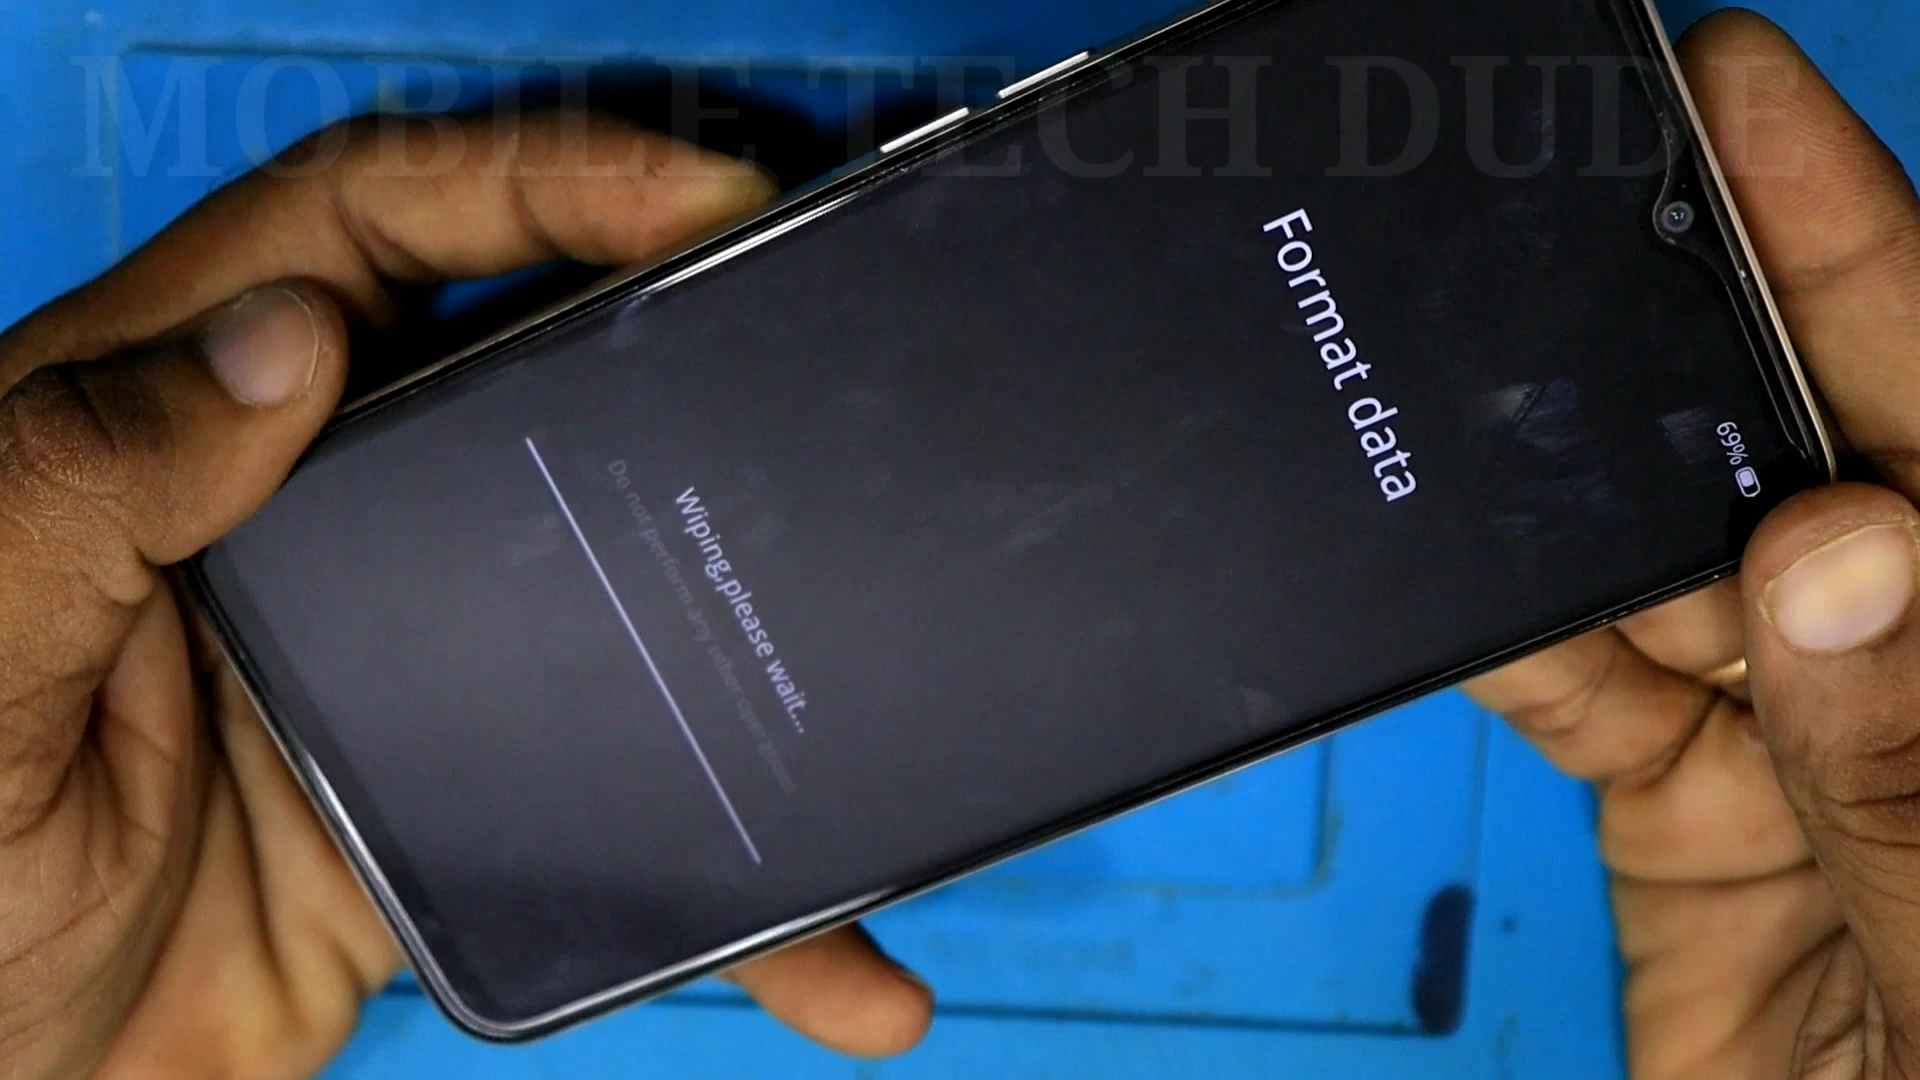 MOBILE TECH DUDE
69%
Format data
Wiping,please wait...
Do not perform any other operations